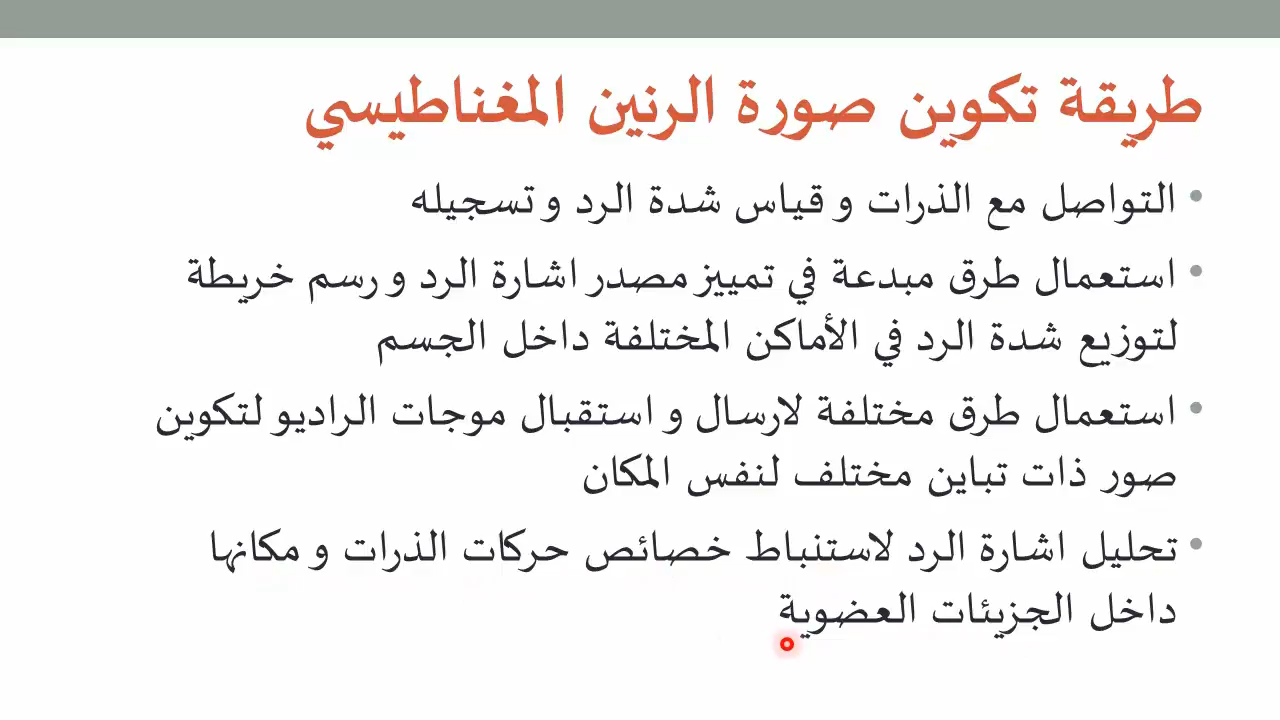 طريقة تكوين صورة الرنين المغناطيسي
• التواصل مع الذرات و قياس شدة الرد و تسجيله
• استعمال طرق مبدعة في تمييز مصدر اشارة الرد و رسم خريطة
لتوزيع شدة الرد في الأماكن المختلفة داخل الجسم
• استعمال طرق مختلفة لارسال و استقبال موجات الراديو لتكوين
صور ذات تباين مختلف لنفس المكان
• تحليل اشارة الرد لاستنباط خصائص حركات الذرات و مكانها
داخل الجزيئات العضوية